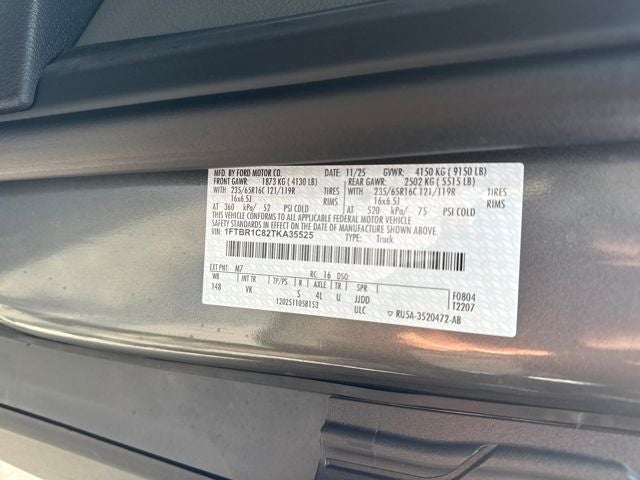 MFG. BY FORD MOTOR CO.
DATE: 11/25 GVWR: 4150 KG ( 9150 LB)
FRONT GAWR: 1873 KG ( 4130 LB)
REAR GAWR: 2502 KG ( 5515 LB)
WITH 235/65R16C 121/119R TIRES
WITH 235/65R16C 121/119R TIRES
16x6.5J RIMS
16x6.5J RIMS
AT 360 kPa/ 52 PSI COLD
AT 520 kPa/ 75 PSI COLD
THIS VEHICLE CONFORMS TO ALL APPLICABLE FEDERAL MOTOR VEHICLE
SAFETY STANDARDS IN EFFECT ON THE DATE OF MANUFACTURE SHOWN ABOVE.
VIN: 1FTBR1C82TKA35525
TYPE: Truck
EXT PNT: M7 RC: 16 DSO:
WB INT TR TP/PS R AXLE TR SPR
148 VK S 4L U JJDD
F0804
T2207
1202511058153 ULC
RU5A-3520472-AB